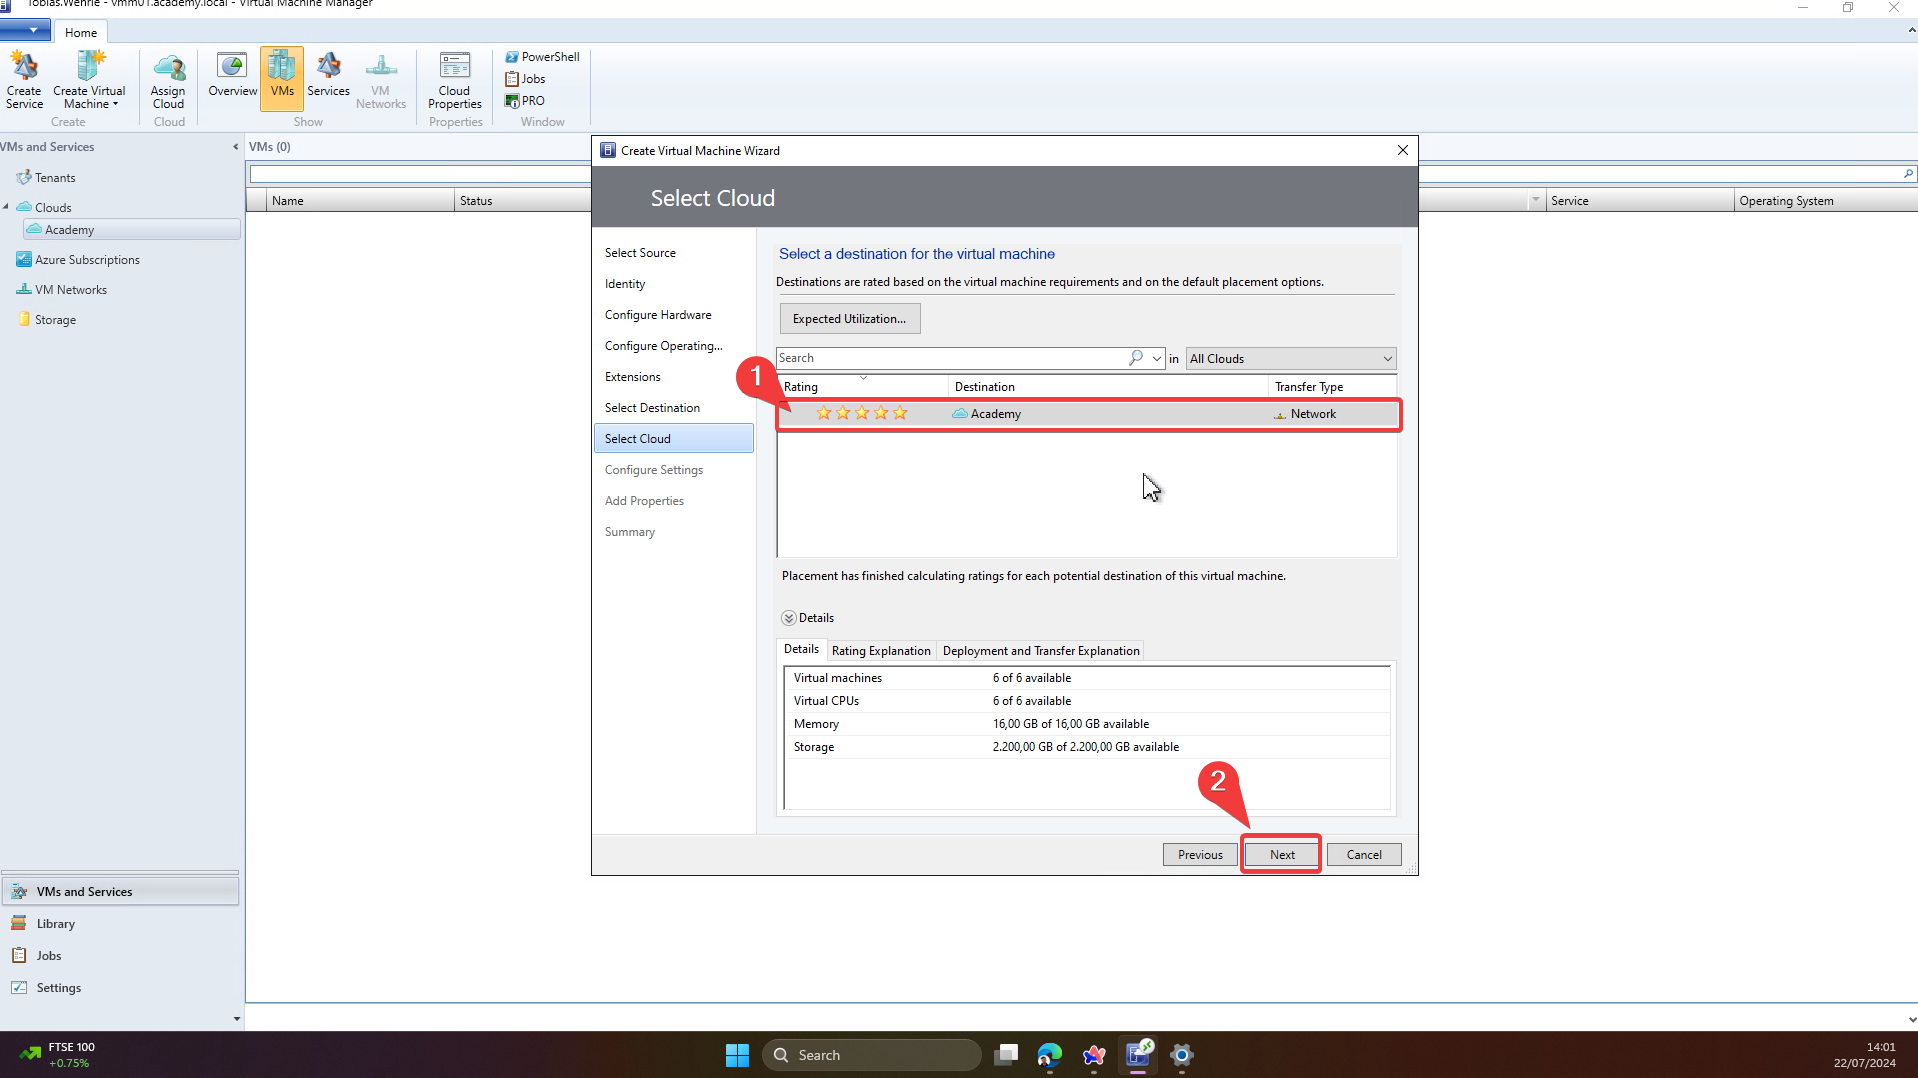 Tobias.Wehrle - vmm01.academy.local - Virtual Machine Manager
Home
Create Service
Create Virtual Machine
Create
Assign Cloud
Cloud
Overview
VMs
Services
VM Networks
Show
Cloud Properties
Properties
PowerShell
Jobs
PRO
Window
VMs and Services
Tenants
Clouds
Academy
Azure Subscriptions
VM Networks
Storage
VMs (0)
Name
Status
Service
Operating System
Create Virtual Machine Wizard
Select Cloud
Select Source
Identity
Configure Hardware
Configure Operating...
Extensions
Select Destination
Select Cloud
Configure Settings
Add Properties
Summary
Select a destination for the virtual machine
Destinations are rated based on the virtual machine requirements and on the default placement options.
Expected Utilization...
Search in All Clouds
1
Rating Destination Transfer Type
Academy Network
Placement has finished calculating ratings for each potential destination of this virtual machine.
Details
Details Rating Explanation Deployment and Transfer Explanation
Virtual machines 6 of 6 available
Virtual CPUs 6 of 6 available
Memory 16,00 GB of 16,00 GB available
Storage 2.200,00 GB of 2.200,00 GB available
2
Previous Next Cancel
VMs and Services
Library
Jobs
Settings
FTSE 100
+0.75%
Search
14:01
22/07/2024